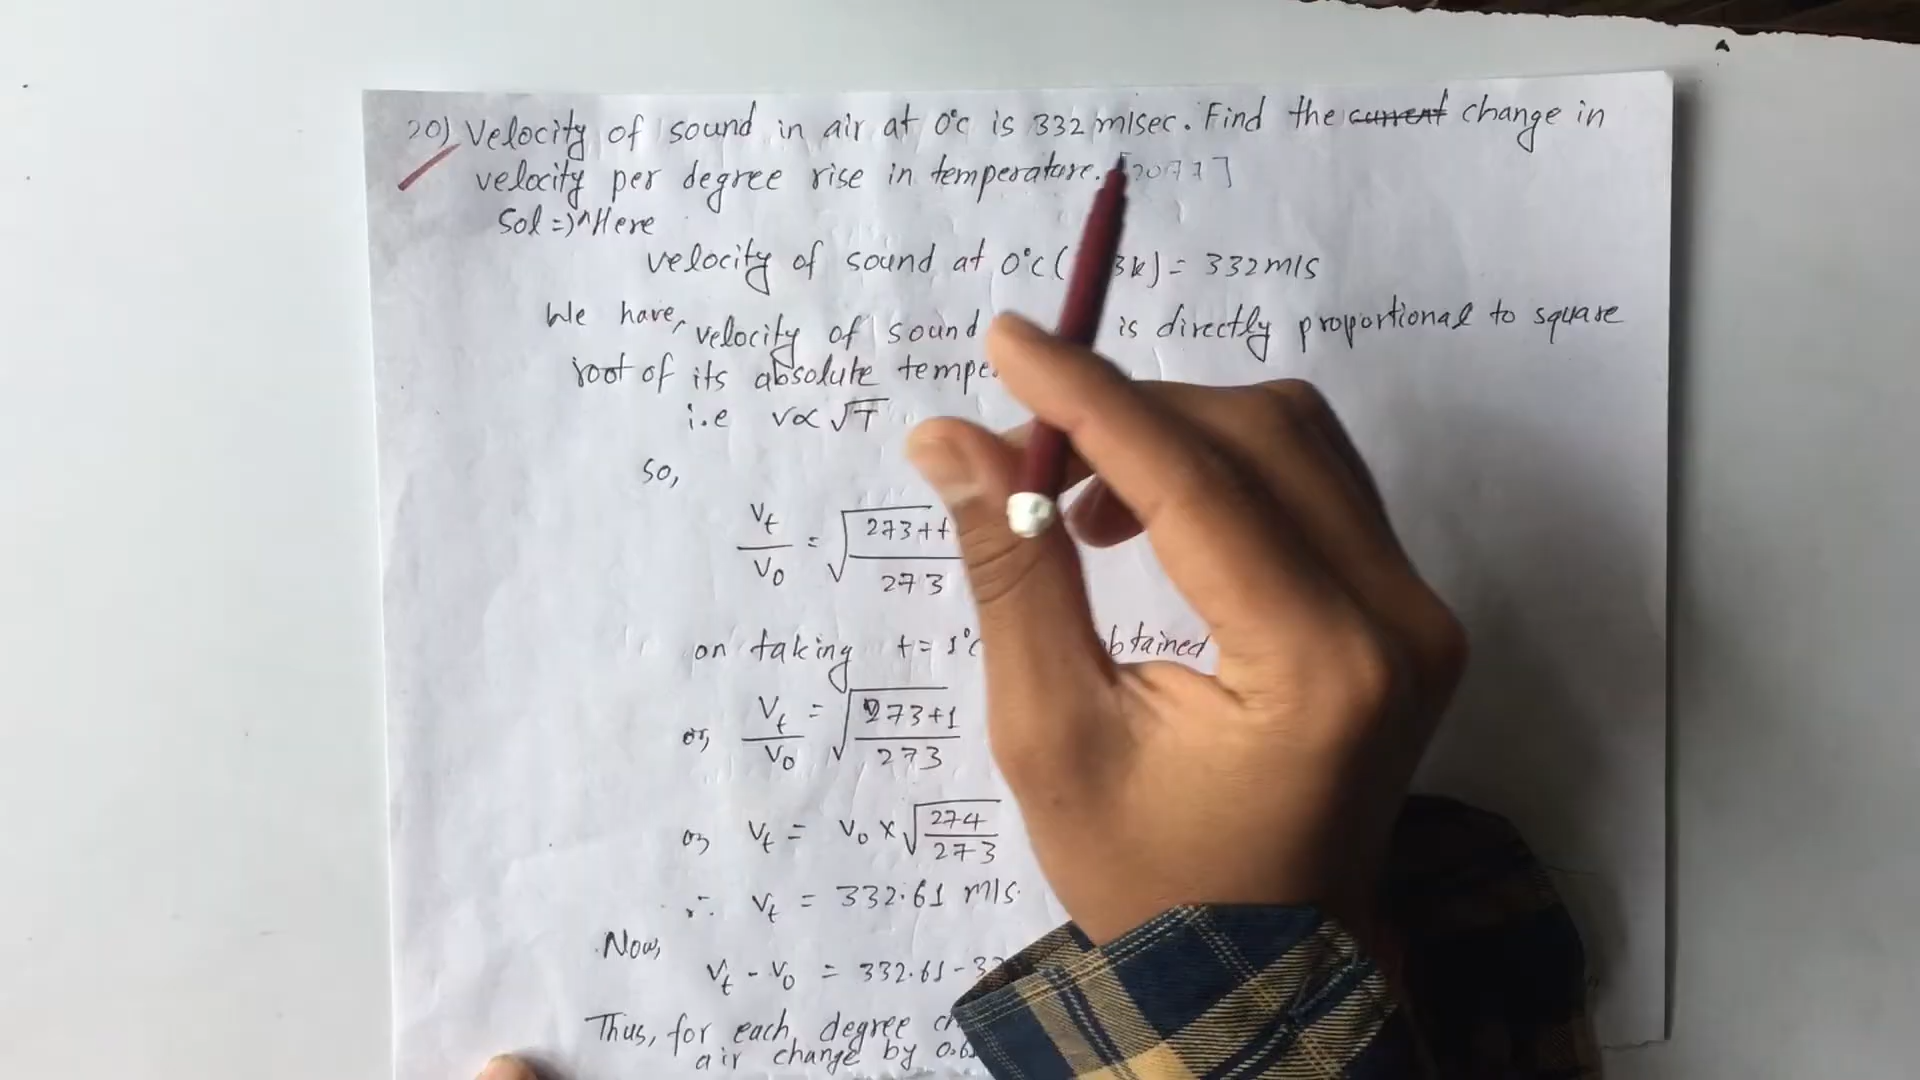 20) Velocity of sound in air at 0°c is 332 m/sec. Find the current change in
velocity per degree rise in temperature. [2077]
Sol => Here
velocity of sound at 0°c ( 3k) = 332 m/s
We have, velocity of sound is directly proportional to square
root of its absolute tempe
i.e v∝ √T
so,
Vt/V0 = √(273+t/273)
on taking t = 1°c obtained
or, Vt/V0 = √(273+1/273)
or, Vt = V0 × √(274/273)
∴ Vt = 332.61 m/s.
Now,
Vt - V0 = 332.61 - 33
Thus, for each degree ch
air change by 0.6